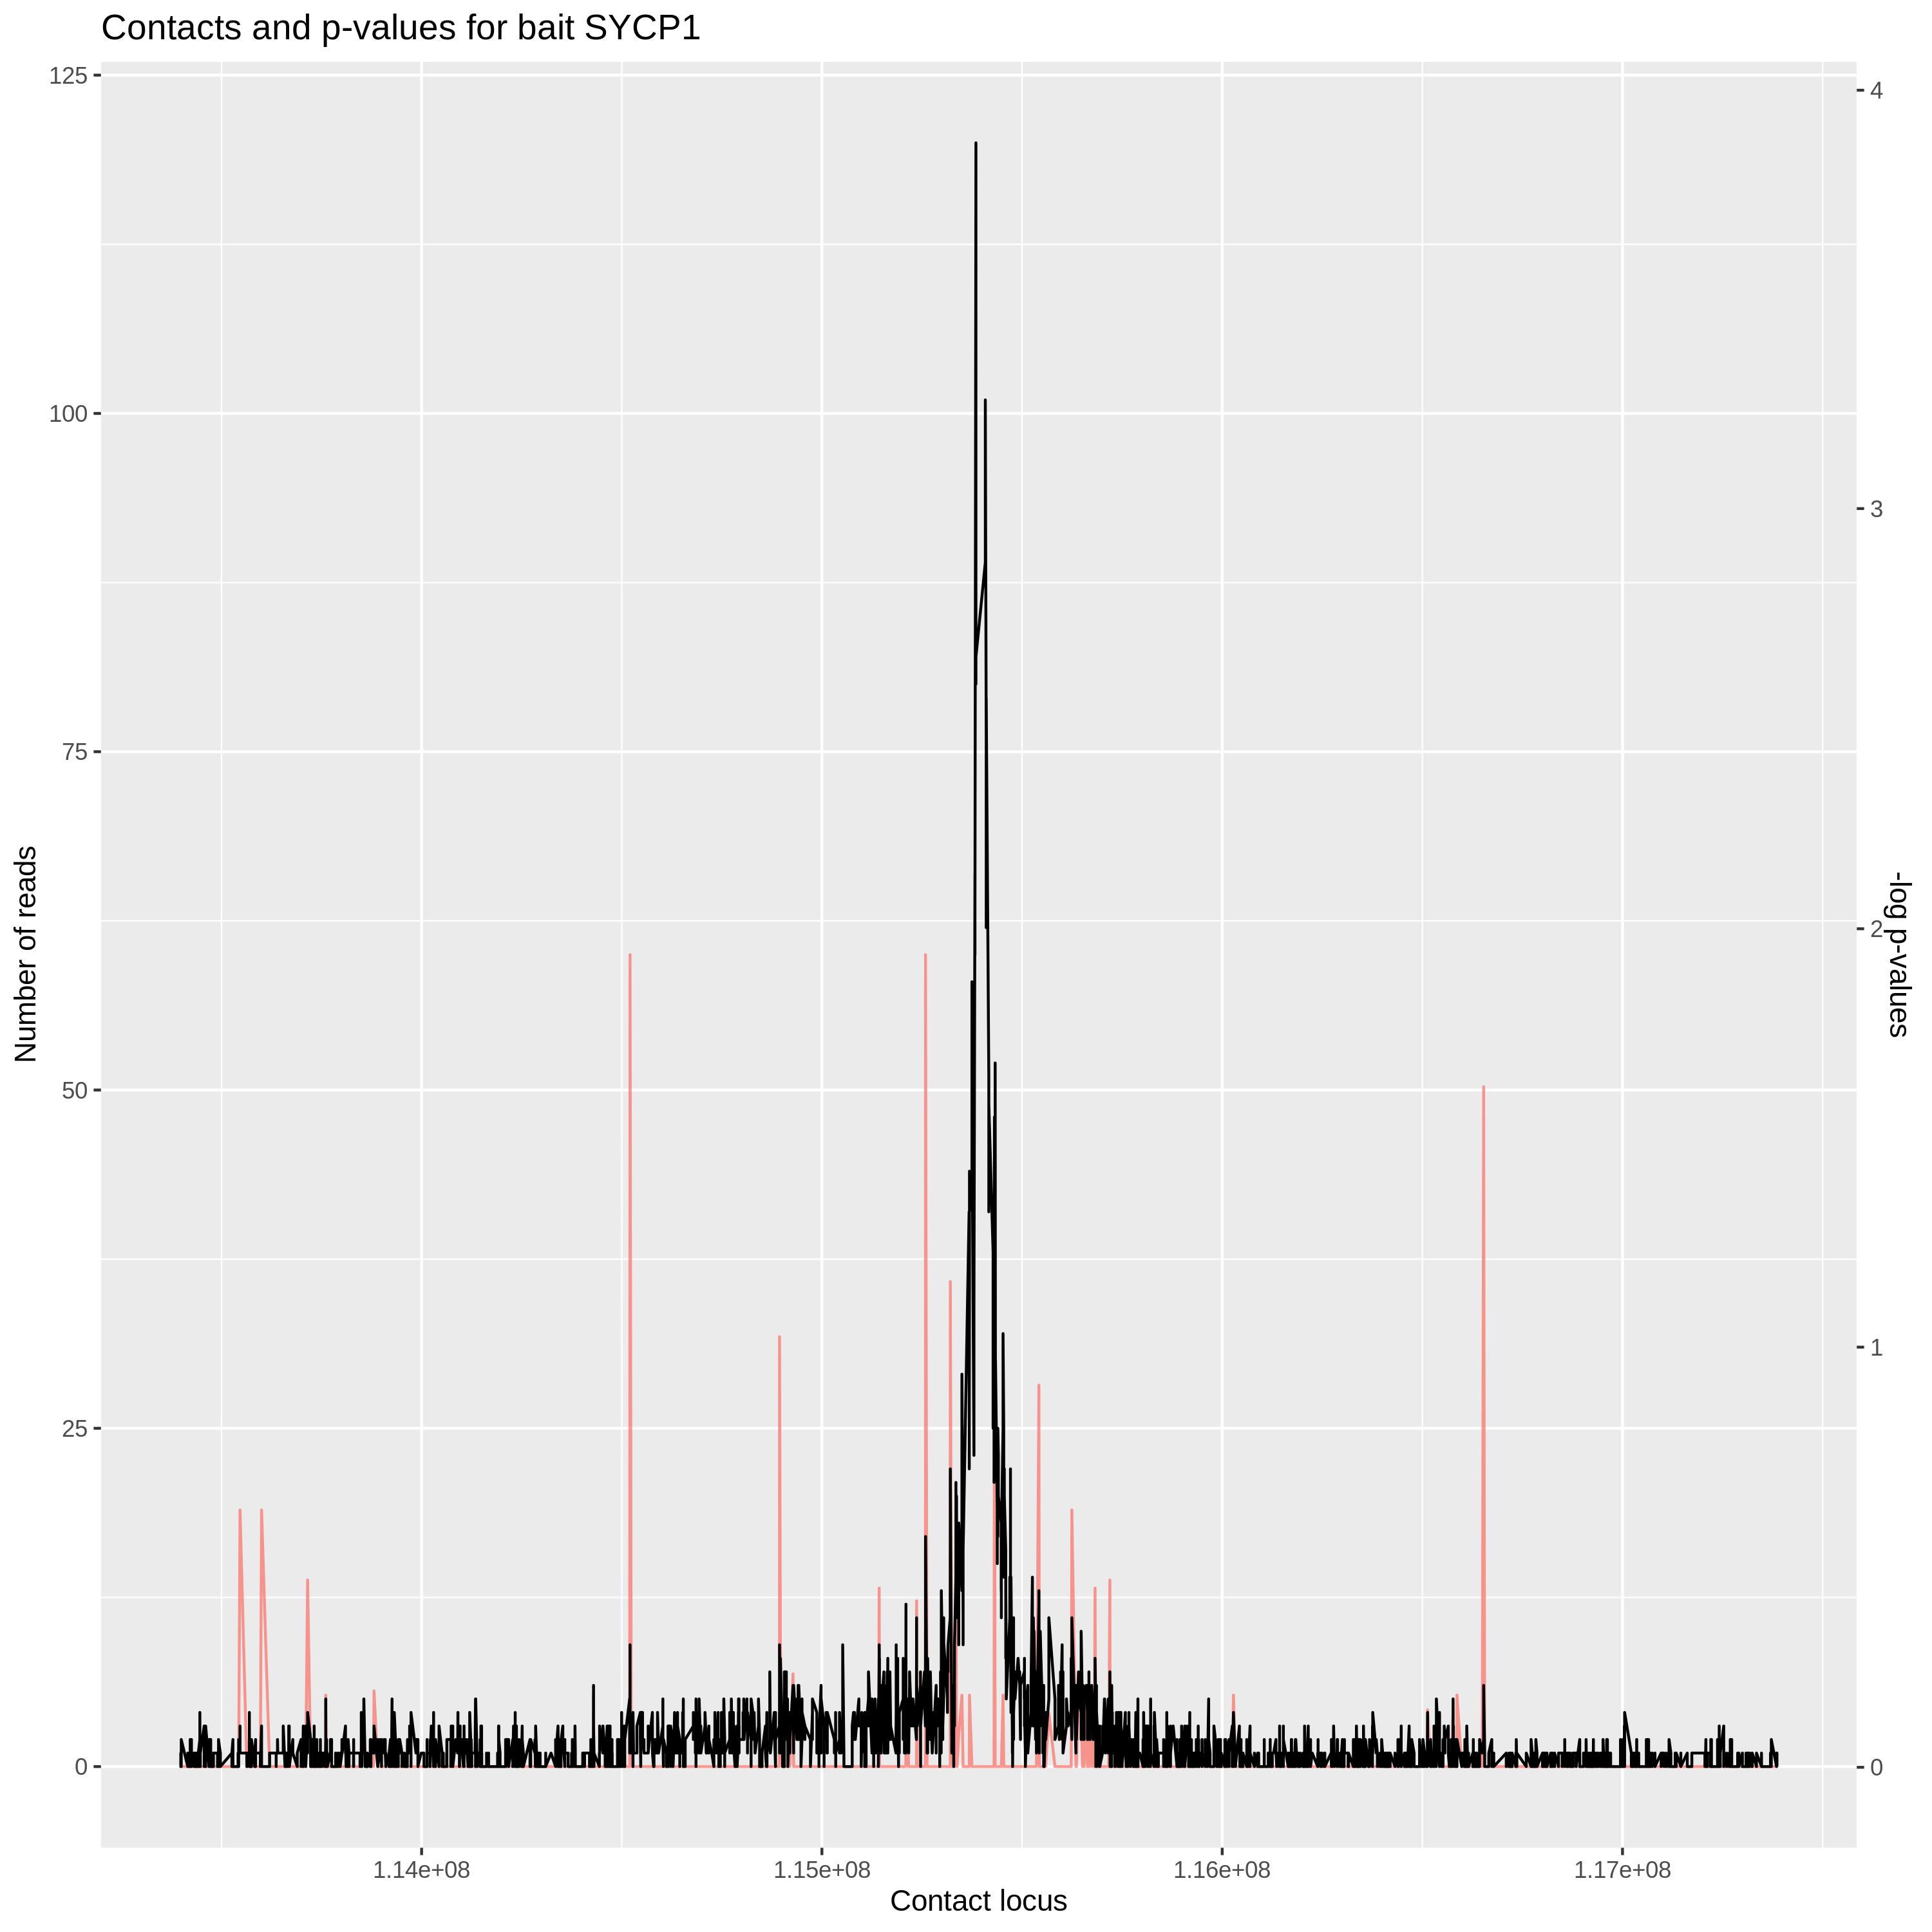 Contacts and p-values for bait SYCP1
125
100
75
50
25
0
Number of reads
4
3
2
1
0
-log p-values
1.14e+08
1.15e+08
1.16e+08
1.17e+08
Contact locus